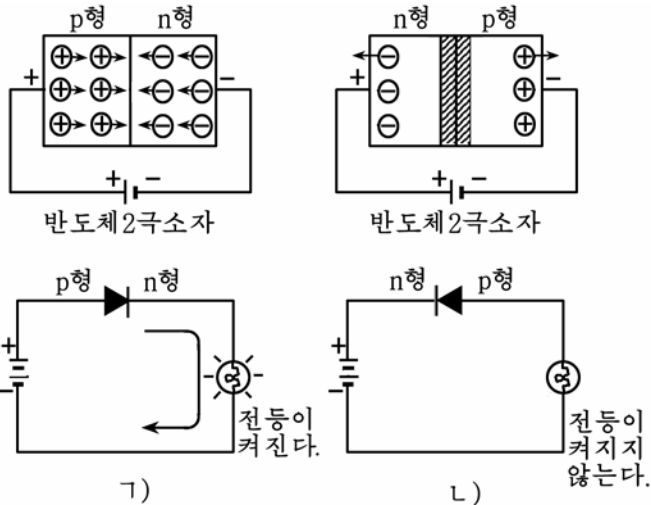 p형 n형
n형 p형
+ −
+ −
+ −
+ −
반도체2극소자
반도체2극소자
p형 n형
n형 p형
+
−
+
−
전등이
켜진다.
전등이
켜지지
않는다.
ㄱ)
ㄴ)